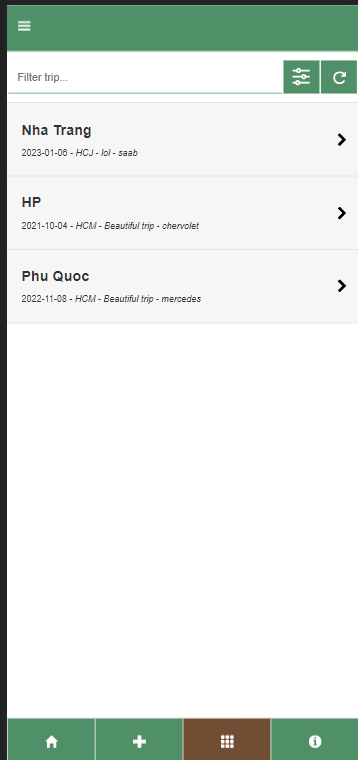 Filter trip...
Nha Trang
2023-01-06 - HCJ - lol - saab
HP
2021-10-04 - HCM - Beautiful trip - chervolet
Phu Quoc
2022-11-08 - HCM - Beautiful trip - mercedes